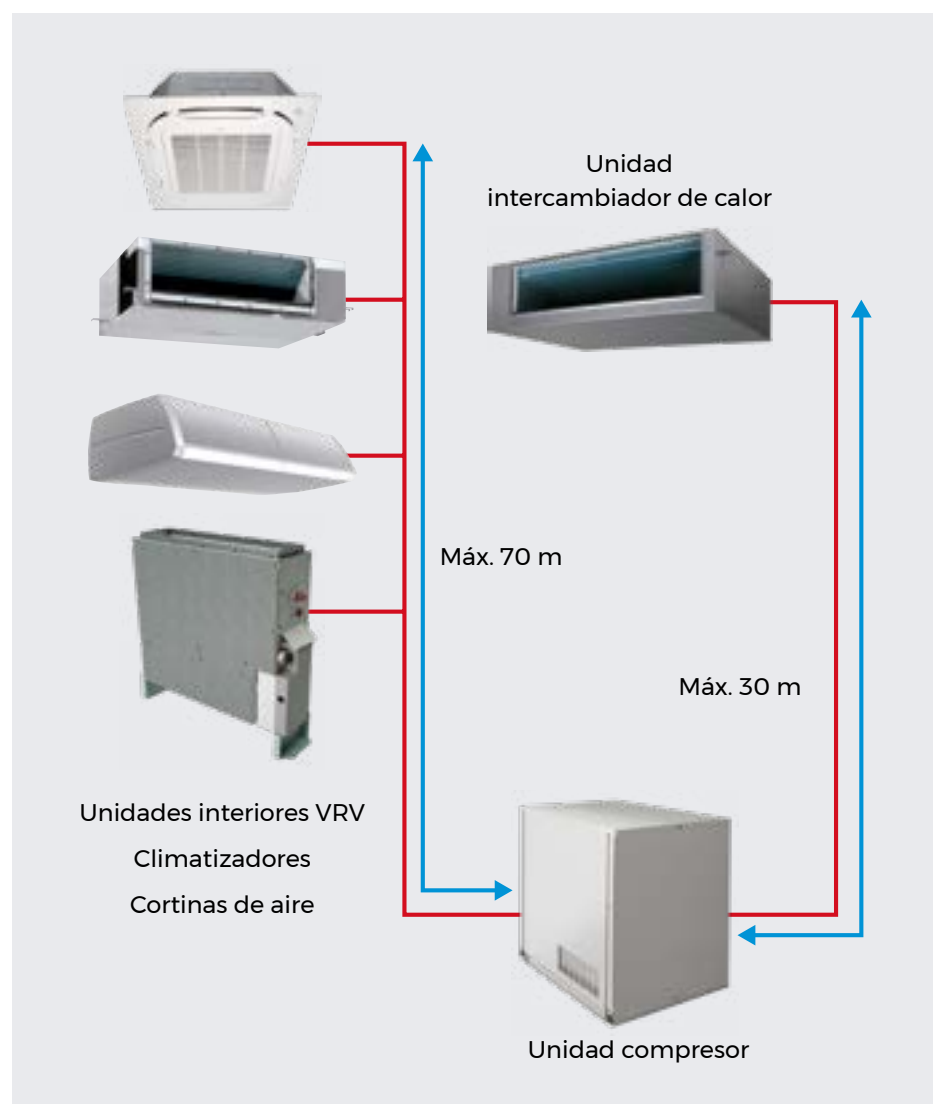 Unidad
intercambiador de calor
Máx. 70 m
Máx. 30 m
Unidades interiores VRV
Climatizadores
Cortinas de aire
Unidad compresor